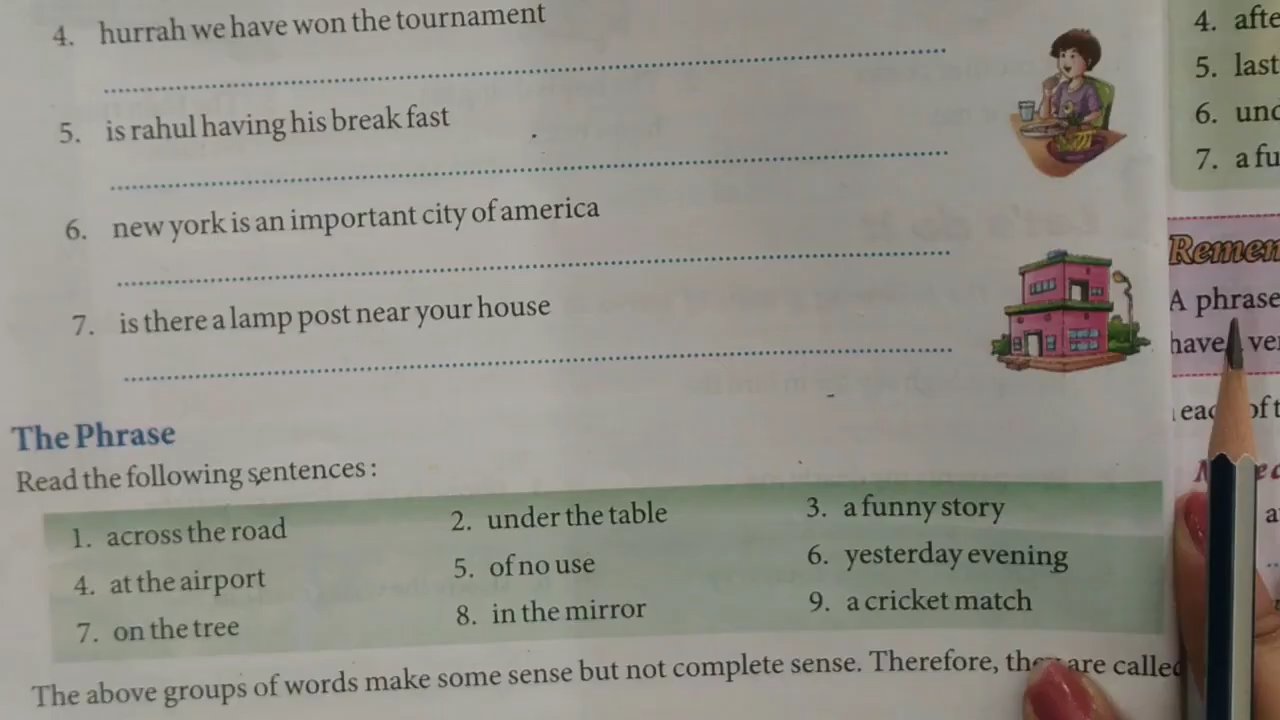 4. hurrah we have won the tournament
5. is rahul having his break fast
6. new york is an important city of america
7. is there a lamp post near your house
The Phrase
Read the following sentences :
1. across the road 2. under the table 3. a funny story
4. at the airport 5. of no use 6. yesterday evening
7. on the tree 8. in the mirror 9. a cricket match
The above groups of words make some sense but not complete sense. Therefore, they are called
4. afte
5. last
6. unc
7. a fu
Remem
A phrase
have ver
of t